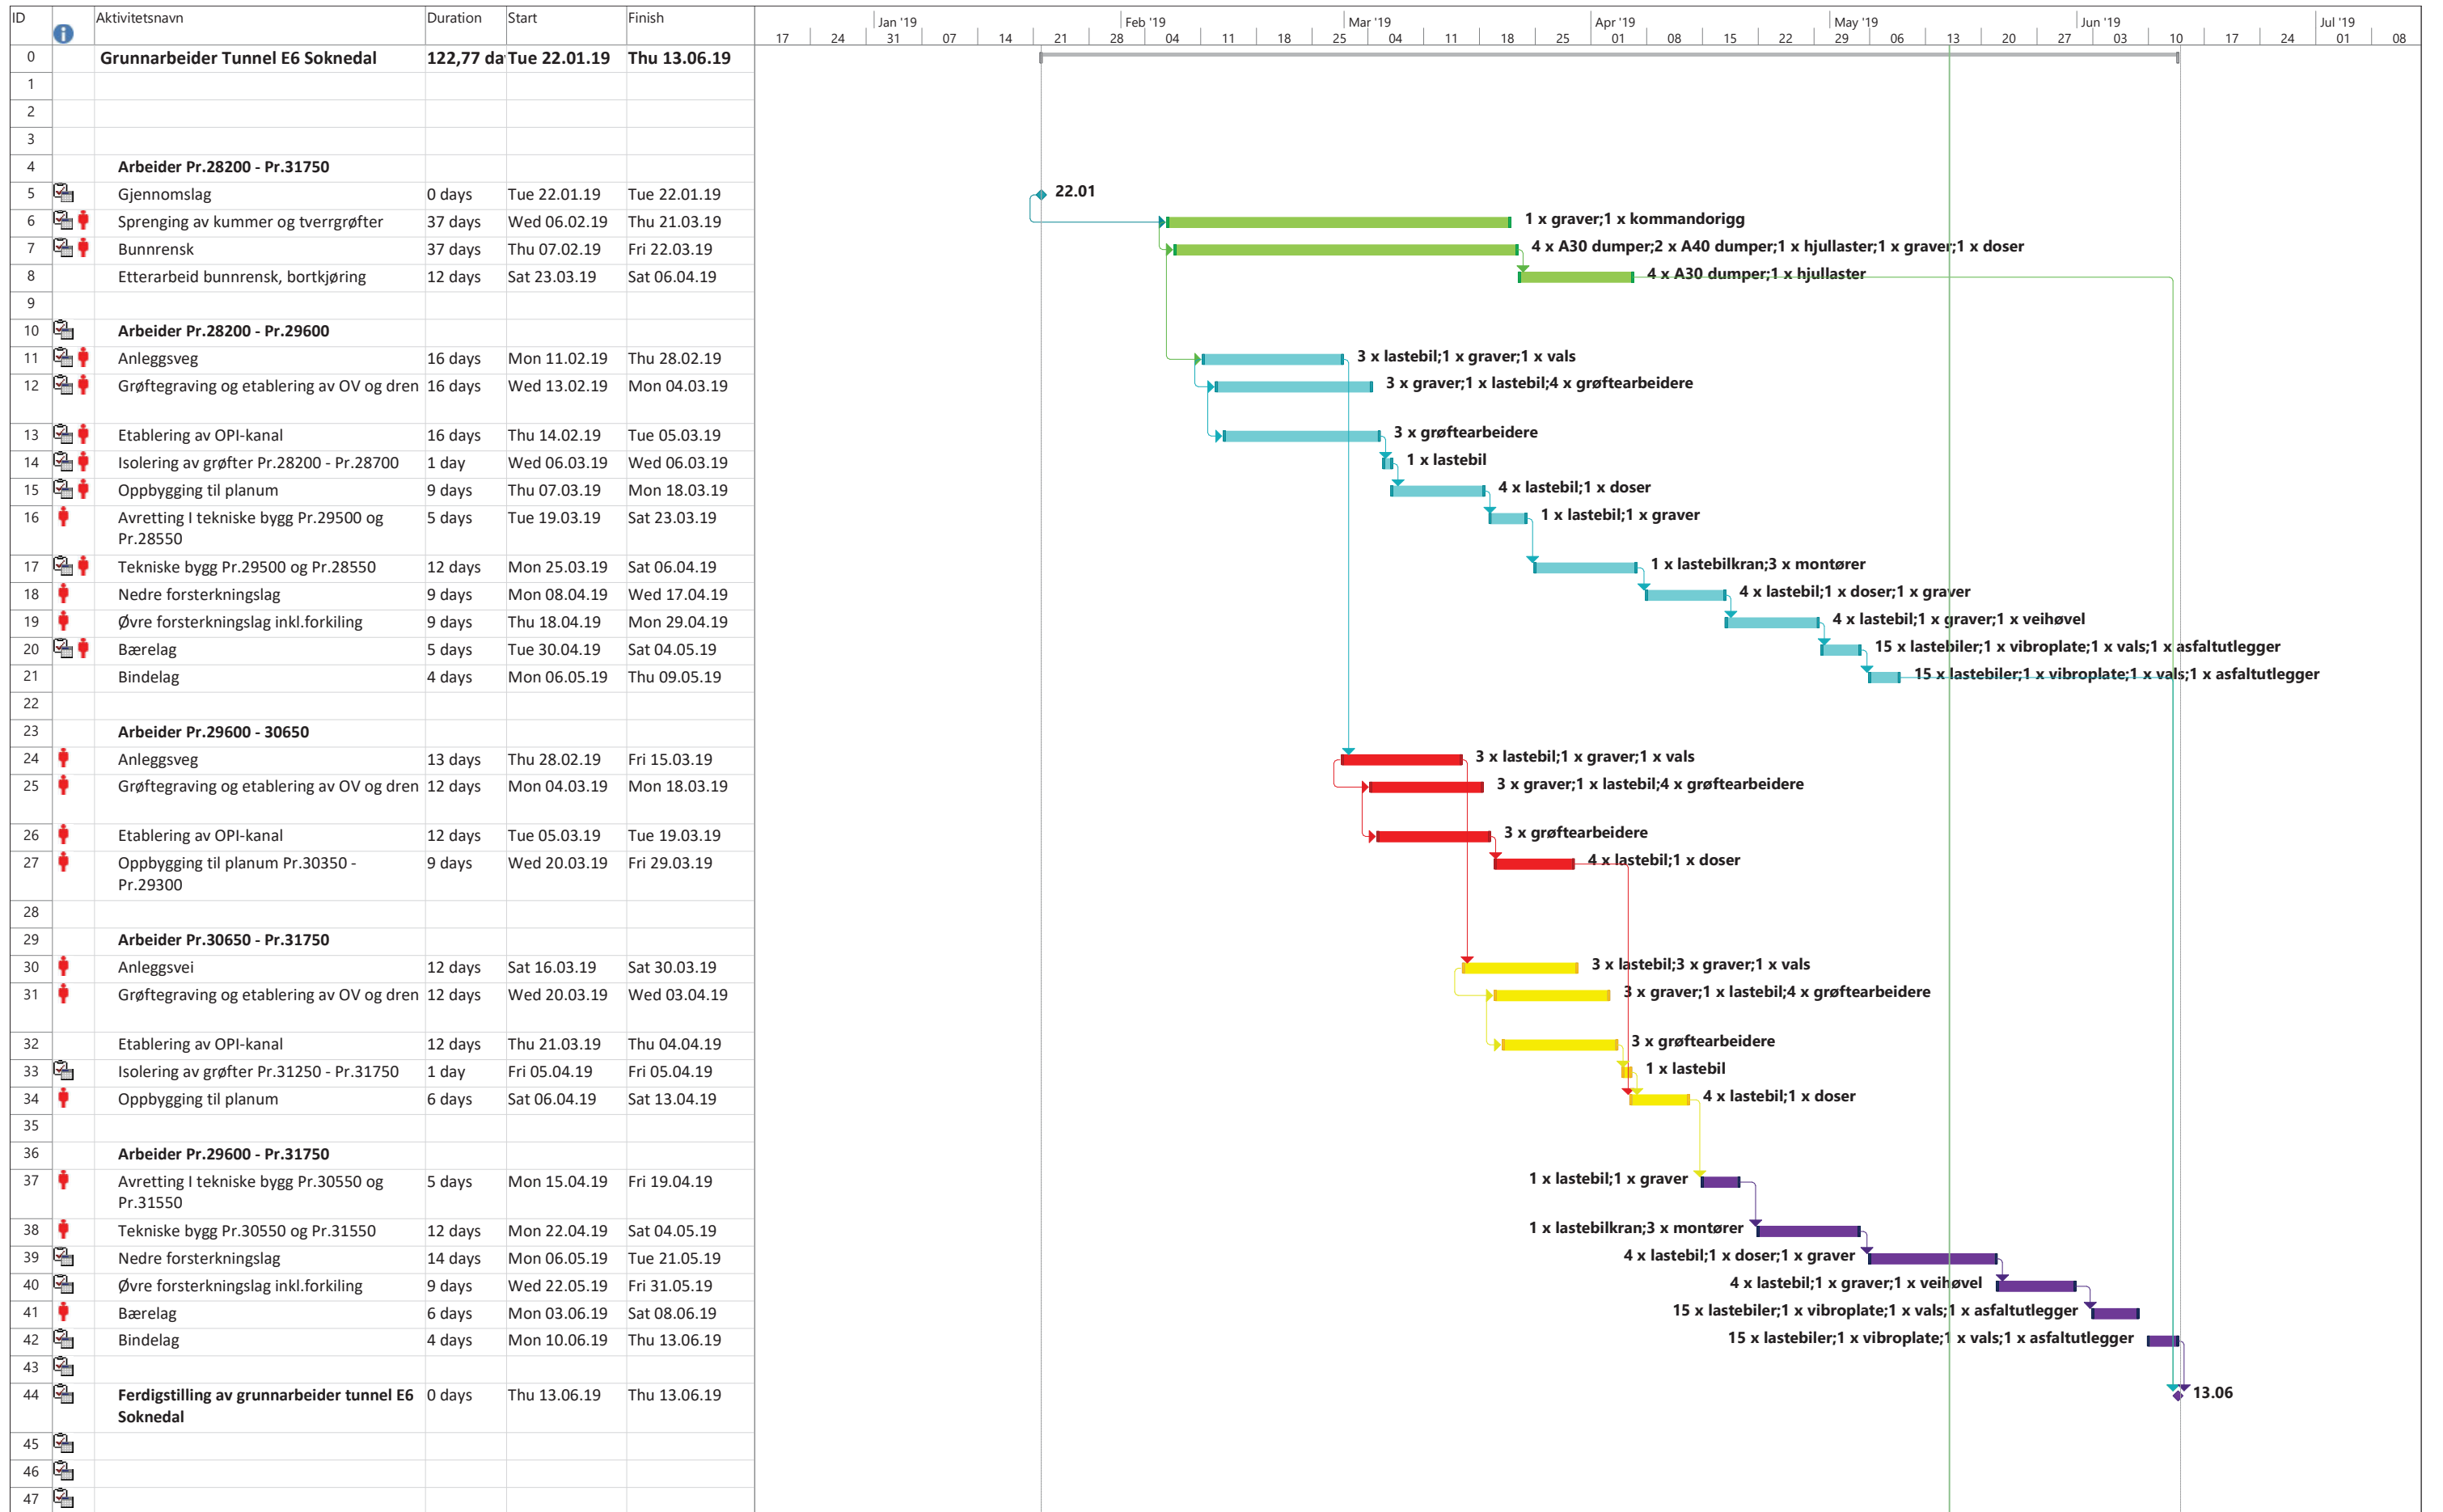 ID Aktivitetsnavn Duration Start Finish Jan '19 Feb '19 Mar '19 Apr '19 May '19 Jun '19 Jul '19
17 24 31 07 14 21 28 04 11 18 25 04 11 18 25 01 08 15 22 29 06 13 20 27 03 10 17 24 01 08
0 Grunnarbeider Tunnel E6 Soknedal 122,77 da Tue 22.01.19 Thu 13.06.19
1
2
3
4 Arbeider Pr.28200 - Pr.31750
5 Gjennomslag 0 days Tue 22.01.19 Tue 22.01.19 22.01
6 Sprenging av kummer og tverrgrøfter 37 days Wed 06.02.19 Thu 21.03.19 1 x graver;1 x kommandorigg
7 Bunnrensk 37 days Thu 07.02.19 Fri 22.03.19 4 x A30 dumper;2 x A40 dumper;1 x hjullaster;1 x graver;1 x doser
8 Etterarbeid bunnrensk, bortkjøring 12 days Sat 23.03.19 Sat 06.04.19 4 x A30 dumper;1 x hjullaster
9
10 Arbeider Pr.28200 - Pr.29600
11 Anleggsveg 16 days Mon 11.02.19 Thu 28.02.19 3 x lastebil;1 x graver;1 x vals
12 Grøftegraving og etablering av OV og dren 16 days Wed 13.02.19 Mon 04.03.19 3 x graver;1 x lastebil;4 x grøftearbeidere
13 Etablering av OPI-kanal 16 days Thu 14.02.19 Tue 05.03.19 3 x grøftearbeidere
14 Isolering av grøfter Pr.28200 - Pr.28700 1 day Wed 06.03.19 Wed 06.03.19 1 x lastebil
15 Oppbygging til planum 9 days Thu 07.03.19 Mon 18.03.19 4 x lastebil;1 x doser
16 Avretting I tekniske bygg Pr.29500 og 5 days Tue 19.03.19 Sat 23.03.19 1 x lastebil;1 x graver
Pr.28550
17 Tekniske bygg Pr.29500 og Pr.28550 12 days Mon 25.03.19 Sat 06.04.19 1 x lastebilkran;3 x montører
18 Nedre forsterkningslag 9 days Mon 08.04.19 Wed 17.04.19 4 x lastebil;1 x doser;1 x graver
19 Øvre forsterkningslag inkl.forkiling 9 days Thu 18.04.19 Mon 29.04.19 4 x lastebil;1 x graver;1 x veihøvel
20 Bærelag 5 days Tue 30.04.19 Sat 04.05.19 15 x lastebiler;1 x vibroplate;1 x vals;1 x asfaltutlegger
21 Bindelag 4 days Mon 06.05.19 Thu 09.05.19 15 x lastebiler;1 x vibroplate;1 x vals;1 x asfaltutlegger
22
23 Arbeider Pr.29600 - 30650
24 Anleggsveg 13 days Thu 28.02.19 Fri 15.03.19 3 x lastebil;1 x graver;1 x vals
25 Grøftegraving og etablering av OV og dren 12 days Mon 04.03.19 Mon 18.03.19 3 x graver;1 x lastebil;4 x grøftearbeidere
26 Etablering av OPI-kanal 12 days Tue 05.03.19 Tue 19.03.19 3 x grøftearbeidere
27 Oppbygging til planum Pr.30350 - 9 days Wed 20.03.19 Fri 29.03.19 4 x lastebil;1 x doser
Pr.29300
28
29 Arbeider Pr.30650 - Pr.31750
30 Anleggsvei 12 days Sat 16.03.19 Sat 30.03.19 3 x lastebil;3 x graver;1 x vals
31 Grøftegraving og etablering av OV og dren 12 days Wed 20.03.19 Wed 03.04.19 3 x graver;1 x lastebil;4 x grøftearbeidere
32 Etablering av OPI-kanal 12 days Thu 21.03.19 Thu 04.04.19 3 x grøftearbeidere
33 Isolering av grøfter Pr.31250 - Pr.31750 1 day Fri 05.04.19 Fri 05.04.19 1 x lastebil
34 Oppbygging til planum 6 days Sat 06.04.19 Sat 13.04.19 4 x lastebil;1 x doser
35
36 Arbeider Pr.29600 - Pr.31750
37 Avretting I tekniske bygg Pr.30550 og 5 days Mon 15.04.19 Fri 19.04.19 1 x lastebil;1 x graver
Pr.31550
38 Tekniske bygg Pr.30550 og Pr.31550 12 days Mon 22.04.19 Sat 04.05.19 1 x lastebilkran;3 x montører
39 Nedre forsterkningslag 14 days Mon 06.05.19 Tue 21.05.19 4 x lastebil;1 x doser;1 x graver
40 Øvre forsterkningslag inkl.forkiling 9 days Wed 22.05.19 Fri 31.05.19 4 x lastebil;1 x graver;1 x veihøvel
41 Bærelag 6 days Mon 03.06.19 Sat 08.06.19 15 x lastebiler;1 x vibroplate;1 x vals;1 x asfaltutlegger
42 Bindelag 4 days Mon 10.06.19 Thu 13.06.19 15 x lastebiler;1 x vibroplate;1 x vals;1 x asfaltutlegger
43
44 Ferdigstilling av grunnarbeider tunnel E6 0 days Thu 13.06.19 Thu 13.06.19 13.06
Soknedal
45
46
47